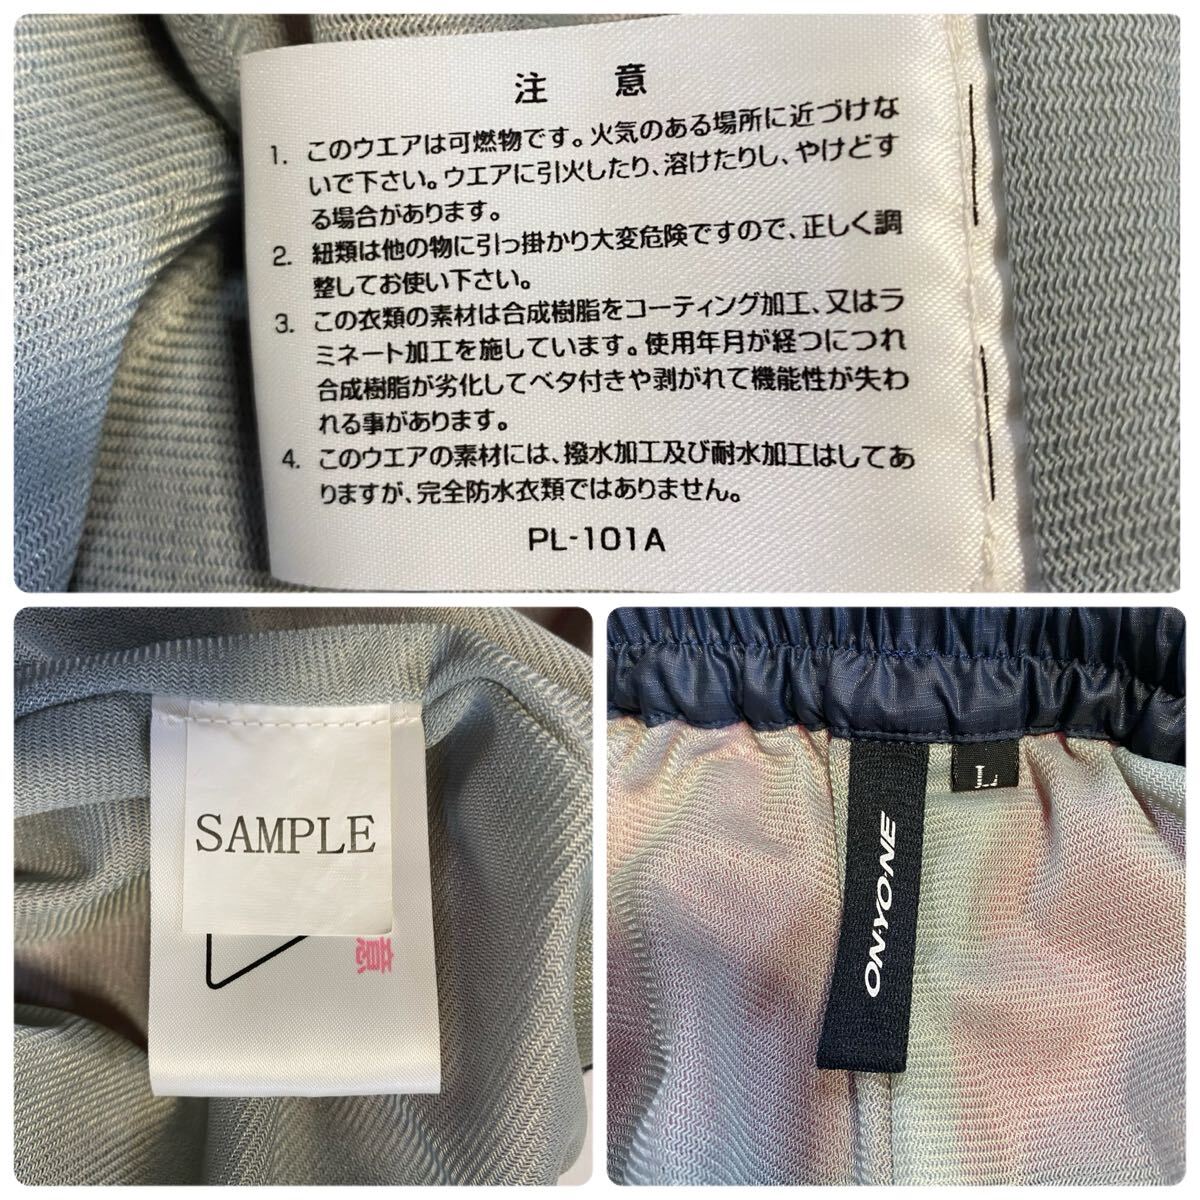 注 意
1. このウエアは可燃物です。火気のある場所に近づけな
いで下さい。ウエアに引火したり、溶けたりし、やけどす
る場合があります。
2. 紐類は他の物に引っ掛かり大変危険ですので、正しく調
整してお使い下さい。
3. この衣類の素材は合成樹脂をコーティング加工、又はラ
ミネート加工を施しています。使用年月が経つにつれ
合成樹脂が劣化してベタ付きや剥がれて機能性が失わ
れる事があります。
4. このウエアの素材には、撥水加工及び耐水加工はしてあ
りますが、完全防水衣類ではありません。
PL-101A
SAMPLE
意
L
ON•YO•NE